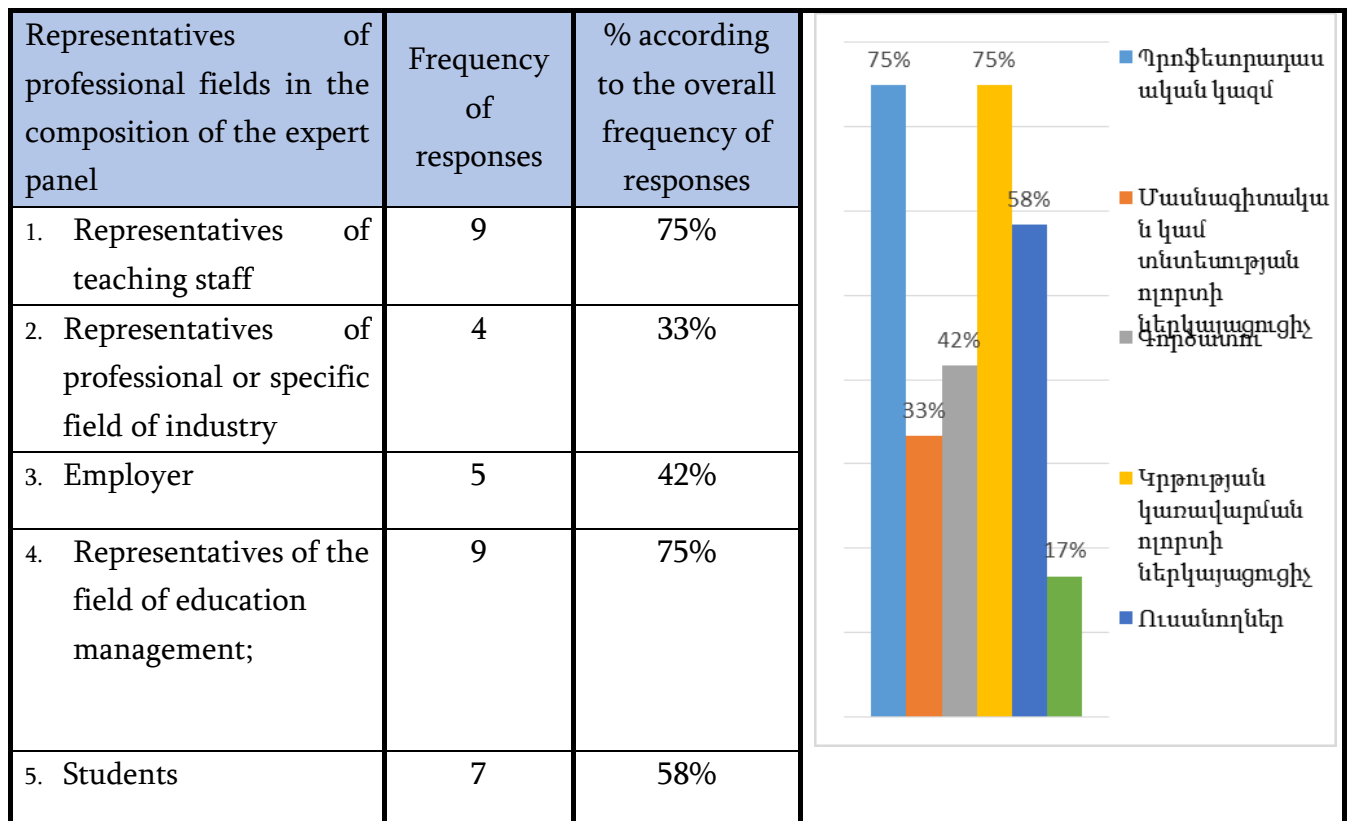 Representatives of
professional fields in the
composition of the expert
panel
Frequency
of
responses
% according
to the overall
frequency of
responses
1. Representatives of
teaching staff
9
75%
2. Representatives of
professional or specific
field of industry
4
33%
3. Employer
5
42%
4. Representatives of the
field of education
management;
9
75%
5. Students
7
58%
75%
33%
42%
75%
58%
17%
Պրոֆեսորադաս
ական կազմ
Մասնագիտակա
ն կամ
տնտեսության
ոլորտի
ներկայացուցիչ
Գործատու
Կրթության
կառավարման
ոլորտի
ներկայացուցիչ
Ուսանողներ